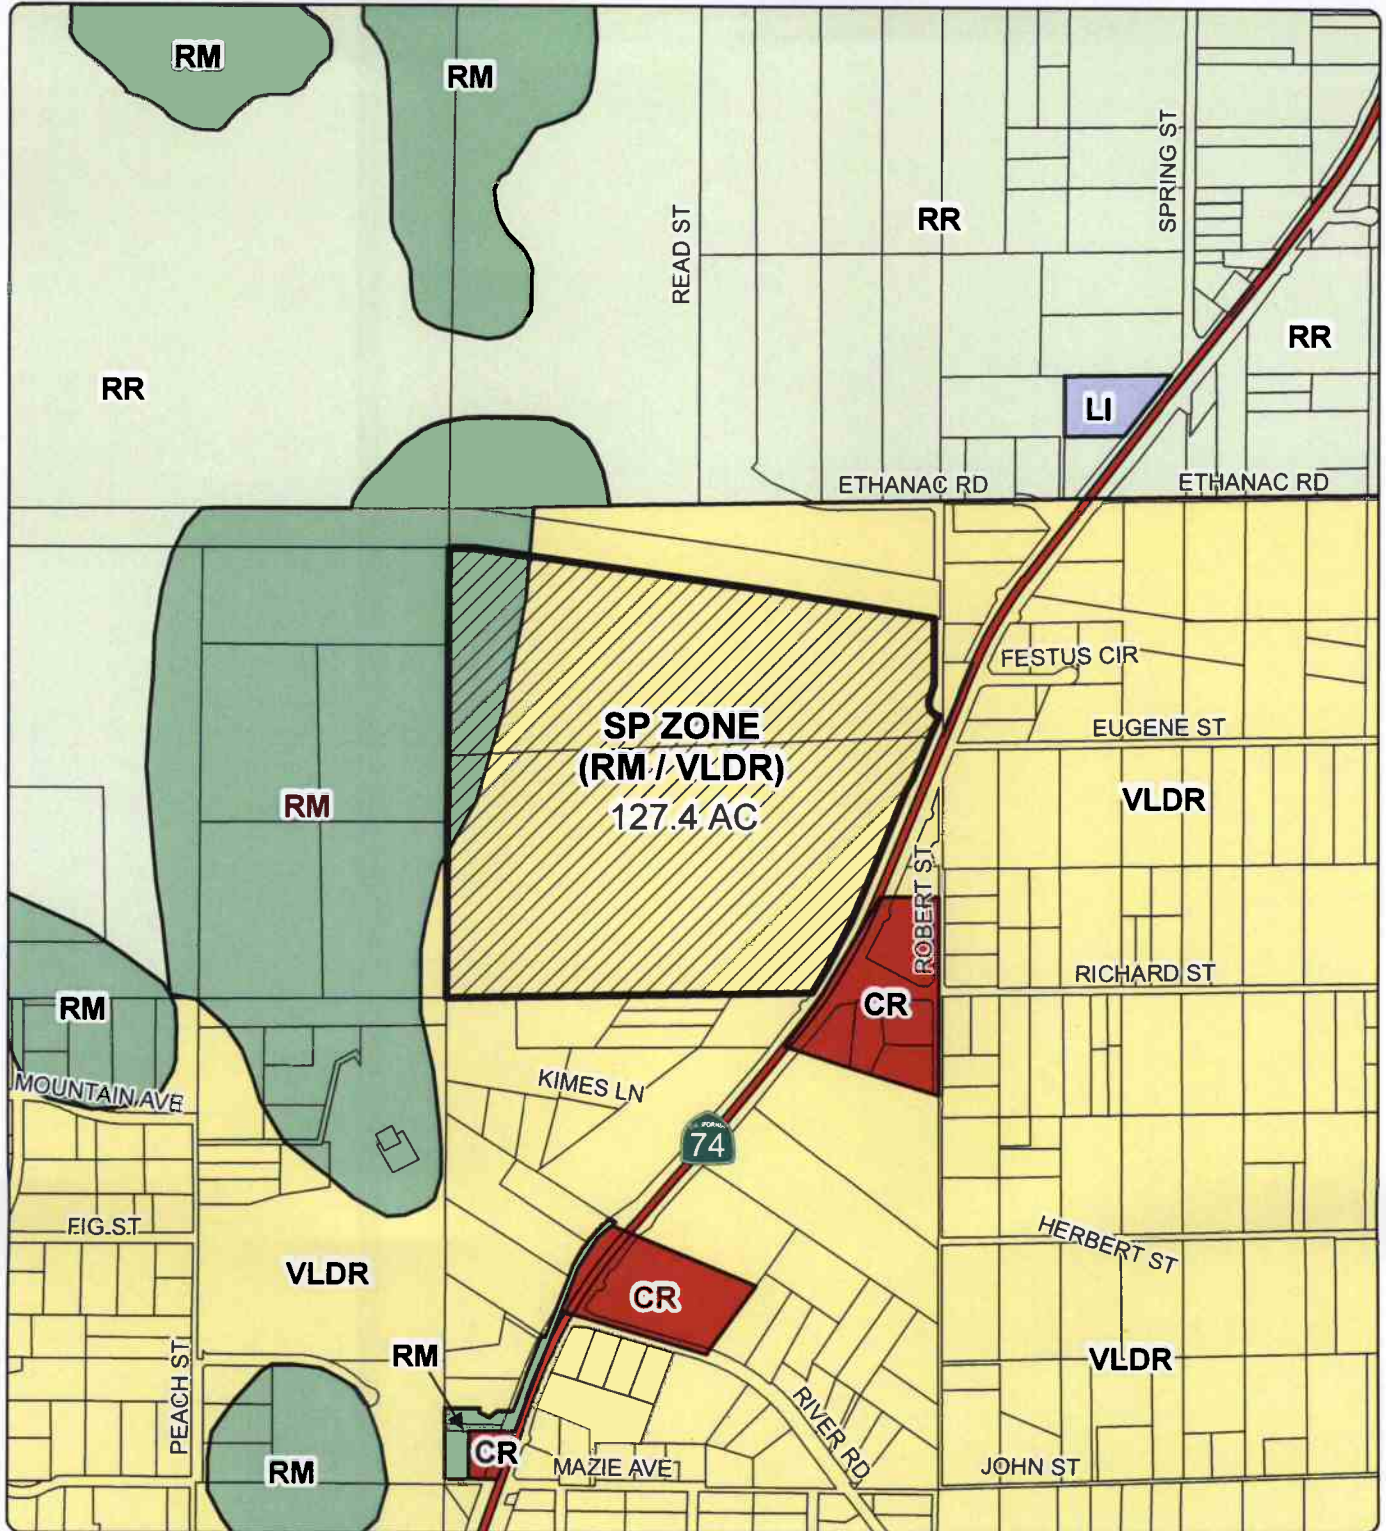 RM
RM
SPRING ST
READ ST
RR
RR
RR
LI
ETHANAC RD
ETHANAC RD
FESTUS CIR
SP ZONE
(RM / VLDR)
127.4 AC
EUGENE ST
VLDR
RM
ROBERT ST
RICHARD ST
CR
RM
MOUNTAIN AVE
KIMES LN
74
FIG ST
HERBERT ST
VLDR
CR
RM
PEACH ST
VLDR
RIVER RD
CR
MAZIE AVE
JOHN ST
RM